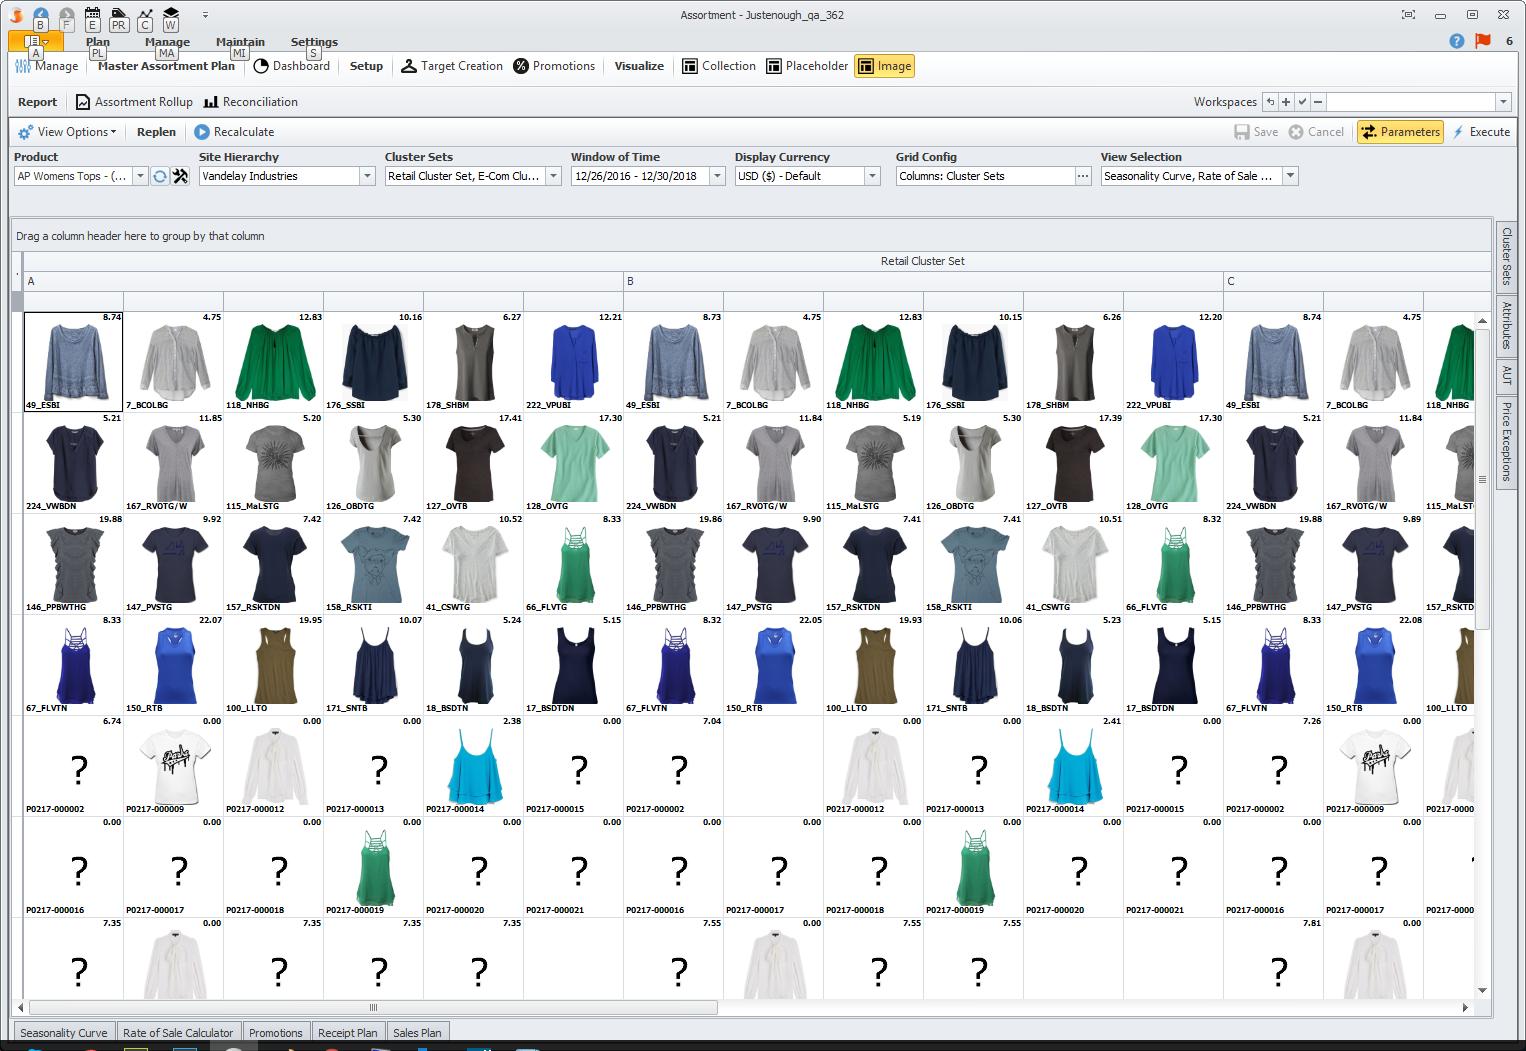 Assortment - Justenough_qa_362
B F E PR C W
Plan Manage Maintain Settings
A PL MA MI S
6
Manage Master Assortment Plan Dashboard Setup Target Creation Promotions Visualize Collection Placeholder Image
Report Assortment Rollup Reconciliation Workspaces
View Options Replen Recalculate Save Cancel Parameters Execute
Product Site Hierarchy Cluster Sets Window of Time Display Currency Grid Config View Selection
AP Womens Tops - (... Vandelay Industries Retail Cluster Set, E-Com Clu... 12/26/2016 - 12/30/2018 USD ($) - Default Columns: Cluster Sets Seasonality Curve, Rate of Sale ...
Drag a column header here to group by that column
Retail Cluster Set
A B C
8.74 4.75 12.83 10.16 6.27 12.21 8.73 4.75 12.83 10.15 6.26 12.20 8.74 4.75
49_ESBI 7_BCOLBG 118_NHBG 176_SSBI 178_SHBM 222_VPUBI 49_ESBI 7_BCOLBG 118_NHBG 176_SSBI 178_SHBM 222_VPUBI 49_ESBI 7_BCOLBG 118_NHBG
5.21 11.85 5.20 5.30 17.41 17.30 5.21 11.84 5.19 5.30 17.39 17.30 5.21 11.84
224_VWBDN 167_RVOTG/W 115_MaLSTG 126_OBDTG 127_OVTB 128_OVTG 224_VWBDN 167_RVOTG/W 115_MaLSTG 126_OBDTG 127_OVTB 128_OVTG 224_VWBDN 167_RVOTG/W 115_MaLSTG
19.88 9.92 7.42 7.42 10.52 8.33 19.86 9.90 7.41 7.41 10.51 8.32 19.88 9.89
146_PPBWTHG 147_PVSTG 157_RSKTDN 158_RSKTI 41_CSWTG 66_FLVTG 146_PPBWTHG 147_PVSTG 157_RSKTDN 158_RSKTI 41_CSWTG 66_FLVTG 146_PPBWTHG 147_PVSTG 157_RSKTD
8.33 22.07 19.95 10.07 5.24 5.15 8.32 22.05 19.93 10.06 5.23 5.15 8.33 22.08
67_FLVTN 150_RTB 100_LLTO 171_SNTB 18_BSDTN 17_BSDTDN 67_FLVTN 150_RTB 100_LLTO 171_SNTB 18_BSDTN 17_BSDTDN 67_FLVTN 150_RTB 100_LLTO
6.74 0.00 0.00 0.00 2.38 0.00 7.04 0.00 0.00 2.41 0.00 7.26 0.00
? ? ? ? ? ? ?
P0217-000002 P0217-000009 P0217-000012 P0217-000013 P0217-000014 P0217-000015 P0217-000002 P0217-000012 P0217-000013 P0217-000014 P0217-000015 P0217-000002 P0217-000009 P0217-0000
0.00 0.00 0.00 0.00 0.00 0.00 0.00 0.00 0.00 0.00 0.00 0.00 0.00 0.00
? ? ? ? ? ? ? ? ? ? ? ? ?
P0217-000016 P0217-000017 P0217-000018 P0217-000019 P0217-000020 P0217-000021 P0217-000016 P0217-000017 P0217-000018 P0217-000019 P0217-000020 P0217-000021 P0217-000016 P0217-000017 P0217-0000
7.35 0.00 7.35 7.35 7.35 7.55 0.00 7.55 7.55 7.81 0.00
? ? ? ? ? ? ? ?
Cluster Sets
Attributes
AUT
Price Exceptions
Seasonality Curve Rate of Sale Calculator Promotions Receipt Plan Sales Plan